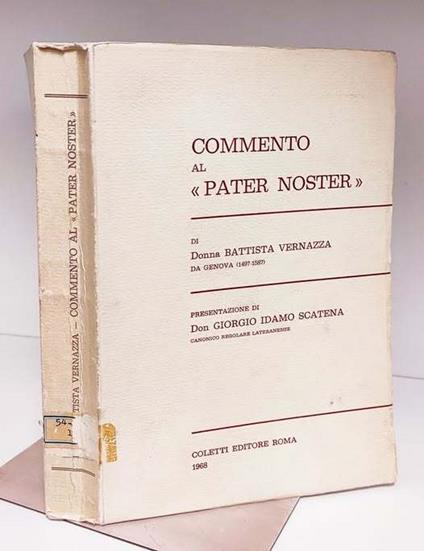 COMMENTO
AL
« PATER NOSTER »
DI
Donna BATTISTA VERNAZZA
DA GENOVA (1497-1587)
PRESENTAZIONE DI
Don GIORGIO IDAMO SCATENA
CANONICO REGOLARE LATERANENSE
COLETTI EDITORE ROMA
1968
TISTA VERNAZZA - COMMENTO AL « PATER NOSTER »
54-